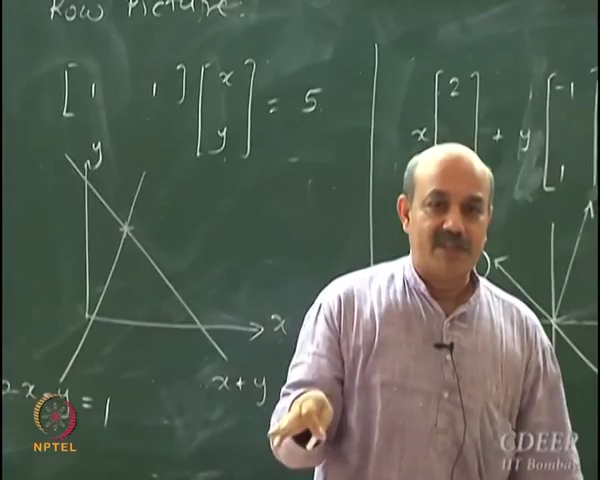 Row Picture.
[ 1 1 ] [ x y ] = 5
x [ 2 ] + y [ -1 1 ]
y
x
2x - y = 1
x + y
NPTEL
CDEEP
IIT Bombay